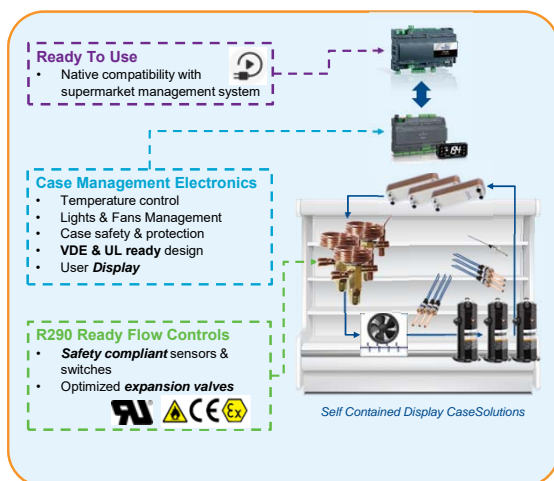 Ready To Use
• Native compatibility with
supermarket management system
Case Management Electronics
• Temperature control
• Lights & Fans Management
• Case safety & protection
• VDE & UL ready design
• User Display
R290 Ready Flow Controls
• Safety compliant sensors &
switches
• Optimized expansion valves
CE Ex
Self Contained Display CaseSolutions